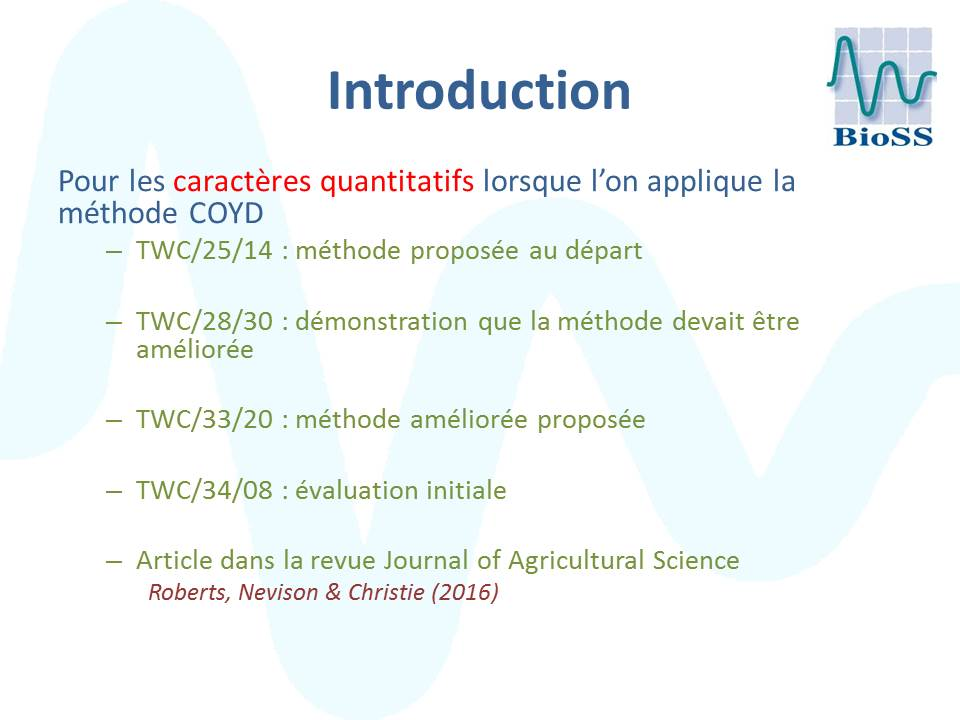 Introduction
BioSS
Pour les caractères quantitatifs lorsque l’on applique la
méthode COYD
– TWC/25/14 : méthode proposée au départ
– TWC/28/30 : démonstration que la méthode devait être
améliorée
– TWC/33/20 : méthode améliorée proposée
– TWC/34/08 : évaluation initiale
– Article dans la revue Journal of Agricultural Science
Roberts, Nevison & Christie (2016)